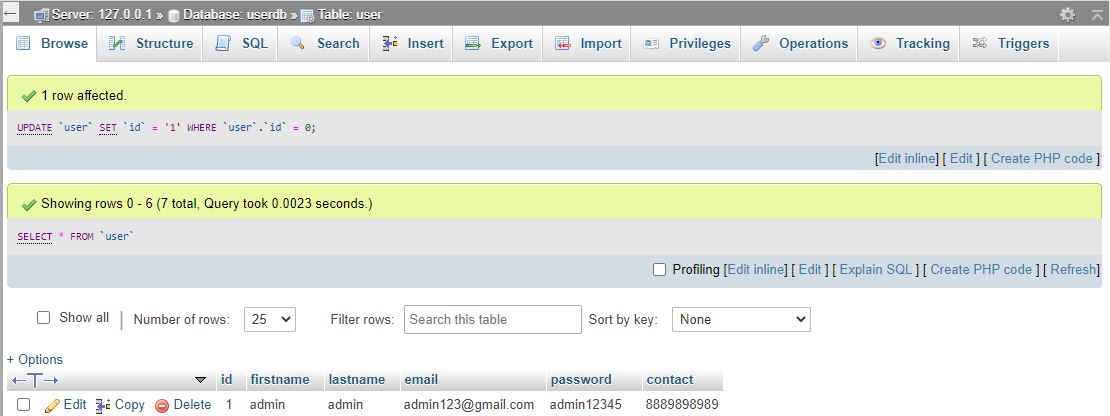 Server: 127.0.0.1 » Database: userdb » Table: user
Browse Structure SQL Search Insert Export Import Privileges Operations Tracking Triggers
1 row affected.
UPDATE `user` SET `id` = '1' WHERE `user`.`id` = 0;
[Edit inline] [ Edit ] [ Create PHP code ]
Showing rows 0 - 6 (7 total, Query took 0.0023 seconds.)
SELECT * FROM `user`
Profiling [Edit inline] [ Edit ] [ Explain SQL ] [ Create PHP code ] [ Refresh]
Show all | Number of rows: 25 Filter rows: Search this table Sort by key: None
+ Options
←T→ id firstname lastname email password contact
Edit Copy Delete 1 admin admin admin123@gmail.com admin12345 8889898989